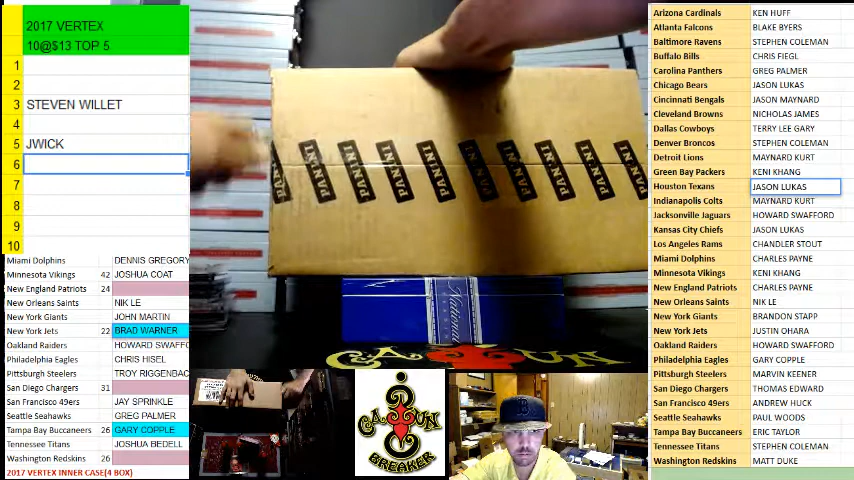 2017 VERTEX
10@$13 TOP 5
1
2
3 STEVEN WILLET
4
5 JWICK
6
7
8
9
10
Miami Dolphins DENNIS GREGORY
Minnesota Vikings 42 JOSHUA COAT
New England Patriots 24
New Orleans Saints NIK LE
New York Giants JOHN MARTIN
New York Jets 22 BRAD WARNER
Oakland Raiders HOWARD SWAFFO
Philadelphia Eagles CHRIS HISEL
Pittsburgh Steelers TROY RIGGENBAC
San Diego Chargers 31
San Francisco 49ers JAY SPRINKLE
Seattle Seahawks GREG PALMER
Tampa Bay Buccaneers 26 GARY COPPLE
Tennessee Titans JOSHUA BEDELL
Washington Redskins 26
2017 VERTEX INNER CASE(4 BOX)
PANINI PANINI PANINI PANINI PANINI PANINI PANINI PANINI PANINI
National
CAJUN
CAJUN
BREAKER
Arizona Cardinals KEN HUFF
Atlanta Falcons BLAKE BYERS
Baltimore Ravens STEPHEN COLEMAN
Buffalo Bills CHRIS FIEGL
Carolina Panthers GREG PALMER
Chicago Bears JASON LUKAS
Cincinnati Bengals JASON MAYNARD
Cleveland Browns NICHOLAS JAMES
Dallas Cowboys TERRY LEE GARY
Denver Broncos STEPHEN COLEMAN
Detroit Lions MAYNARD KURT
Green Bay Packers KENI KHANG
Houston Texans JASON LUKAS
Indianapolis Colts MAYNARD KURT
Jacksonville Jaguars HOWARD SWAFFORD
Kansas City Chiefs JASON LUKAS
Los Angeles Rams CHANDLER STOUT
Miami Dolphins CHARLES PAYNE
Minnesota Vikings KENI KHANG
New England Patriots CHARLES PAYNE
New Orleans Saints NIK LE
New York Giants BRANDON STAPP
New York Jets JUSTIN OHARA
Oakland Raiders HOWARD SWAFFORD
Philadelphia Eagles GARY COPPLE
Pittsburgh Steelers MARVIN KEENER
San Diego Chargers THOMAS EDWARD
San Francisco 49ers ANDREW HUCK
Seattle Seahawks PAUL WOODS
Tampa Bay Buccaneers ERIC TAYLOR
Tennessee Titans STEPHEN COLEMAN
Washington Redskins MATT DUKE